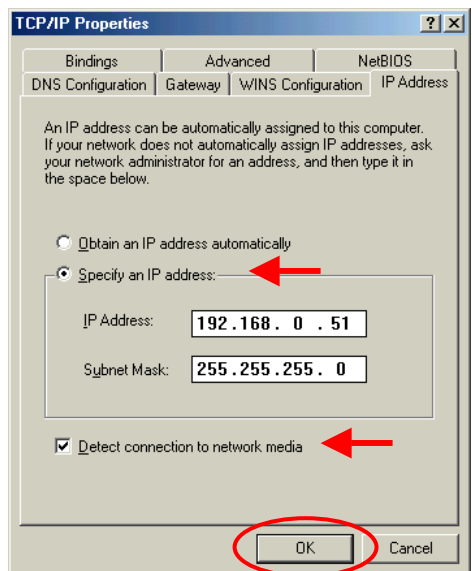 TCP/IP Properties
Bindings
Advanced
NetBIOS
DNS Configuration
Gateway
WINS Configuration
IP Address
An IP address can be automatically assigned to this computer.
If your network does not automatically assign IP addresses, ask
your network administrator for an address, and then type it in
the space below.
Obtain an IP address automatically
Specify an IP address:
IP Address:
192.168. 0 .51
Subnet Mask:
255.255.255. 0
Detect connection to network media
OK
Cancel